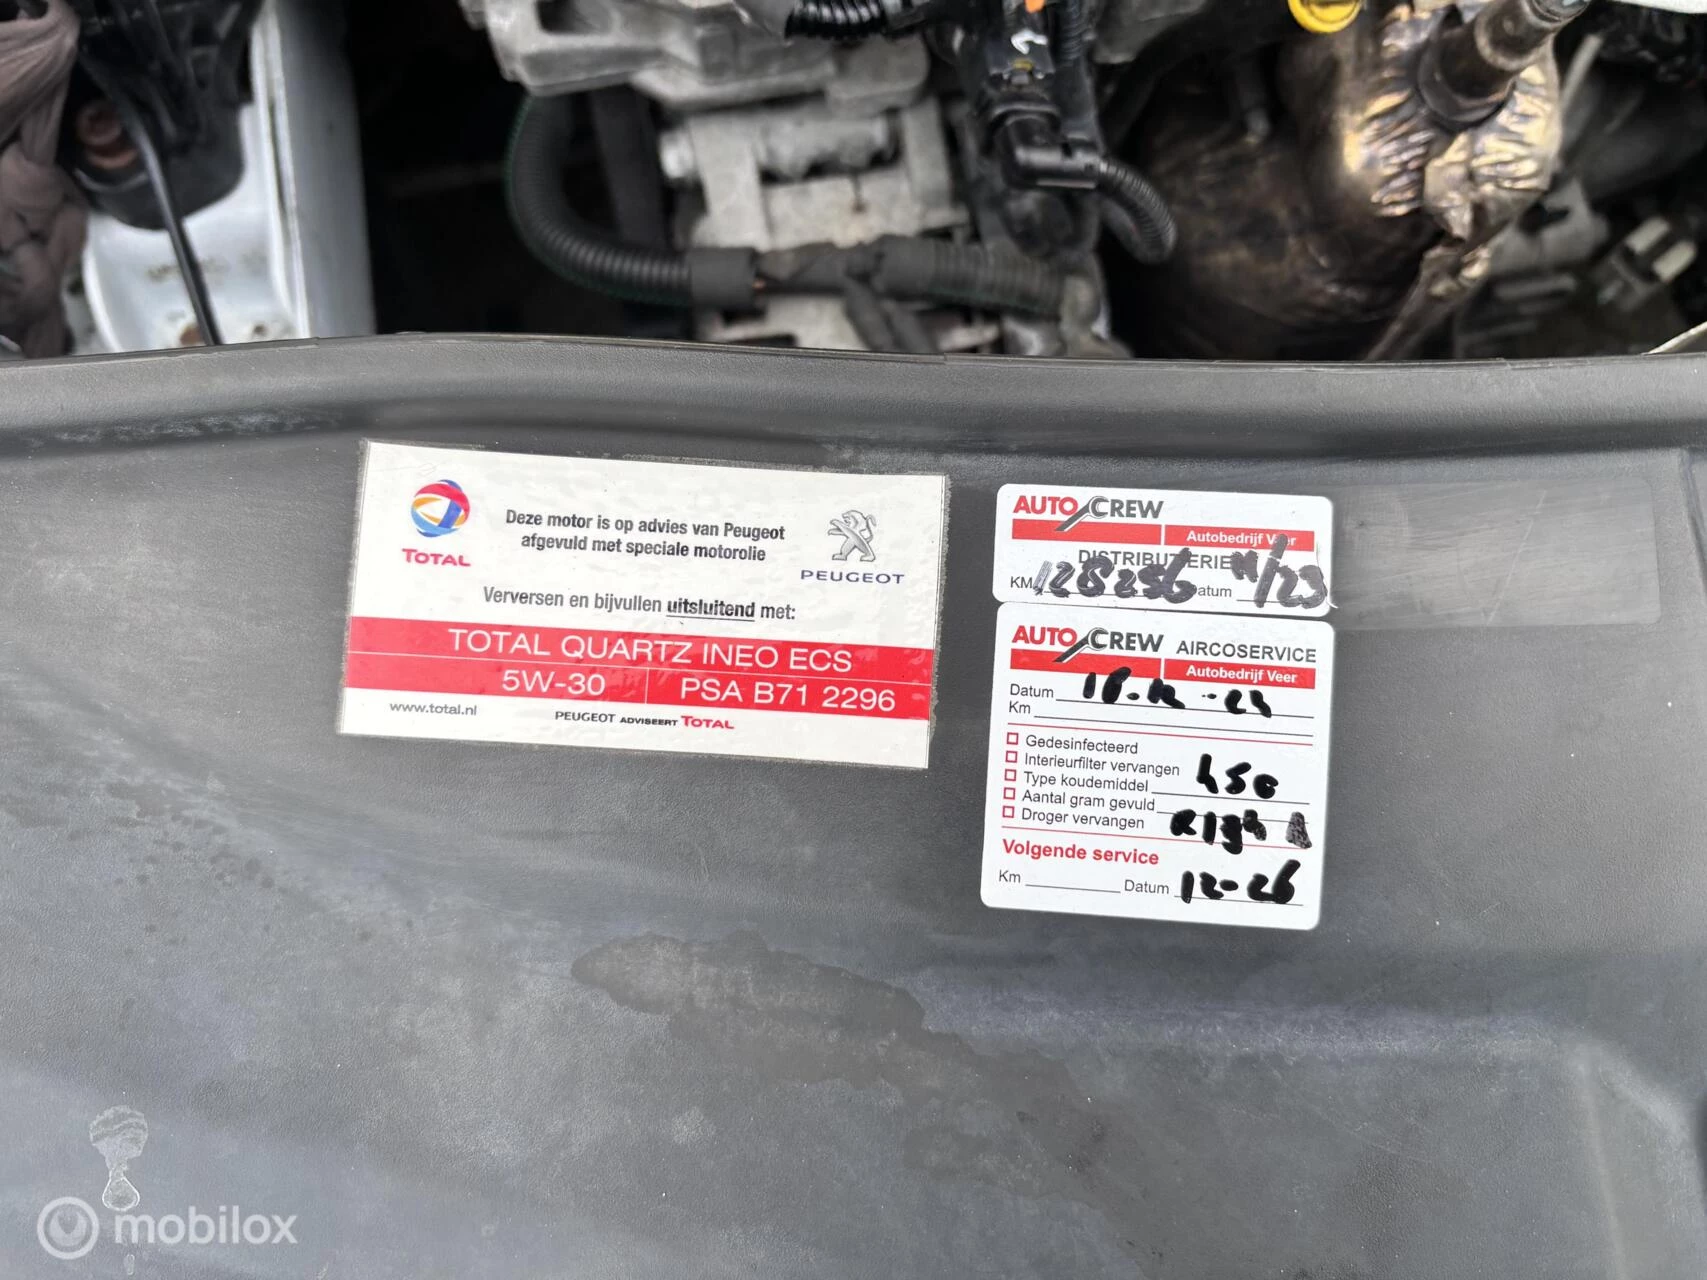 TOTAL
Deze motor is op advies van Peugeot
afgevuld met speciale motorolie
PEUGEOT
Verversen en bijvullen uitsluitend met:
TOTAL QUARTZ INEO ECS
5W-30 PSA B71 2296
www.total.nl PEUGEOT ADVISEERT TOTAL
AUTO CREW
Autobedrijf Veer
DISTRIBUTIERIEM
KM 128256 Datum 11/23
AUTO CREW AIRCOSERVICE
Autobedrijf Veer
Datum
Km
Gedesinfecteerd
Interieurfilter vervangen
Type koudemiddel 450
Aantal gram gevuld
Droger vervangen
Volgende service
Km Datum 12-26
mobilox